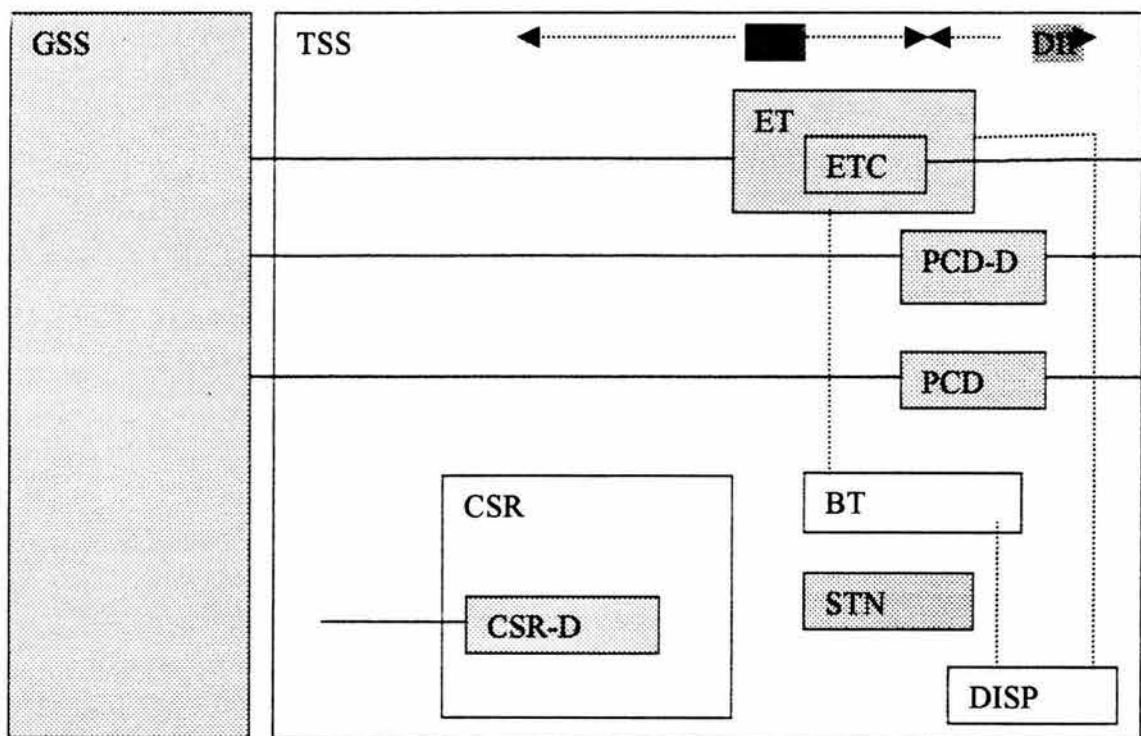 GSS
TSS
ET
ETC
PCD-D
PCD
CSR
BT
CSR-D
STN
DISP